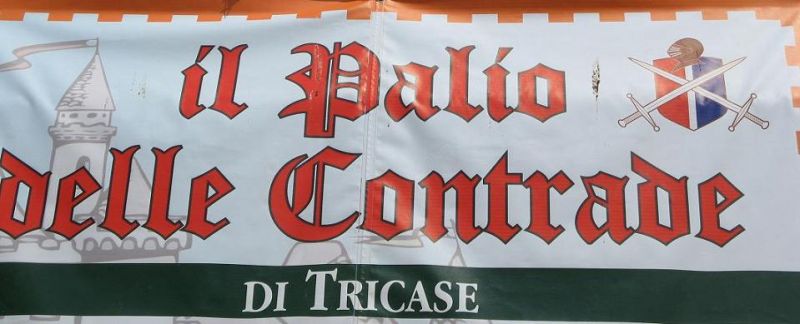 il Palio
delle Contrade
DI TRICASE